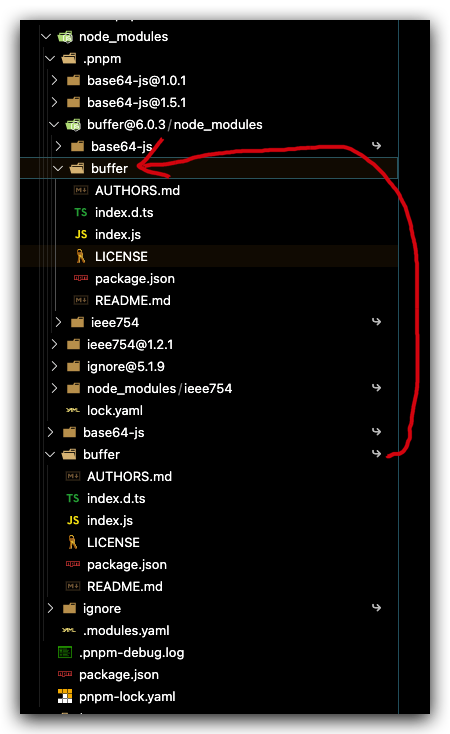 node_modules
.pnpm
base64-js@1.0.1
base64-js@1.5.1
buffer@6.0.3/node_modules
base64-js
buffer
AUTHORS.md
TS index.d.ts
JS index.js
LICENSE
package.json
README.md
ieee754
ieee754@1.2.1
ignore@5.1.9
node_modules/ieee754
YAML lock.yaml
base64-js
buffer
AUTHORS.md
TS index.d.ts
JS index.js
LICENSE
package.json
README.md
ignore
YAML .modules.yaml
.pnpm-debug.log
package.json
pnpm-lock.yaml